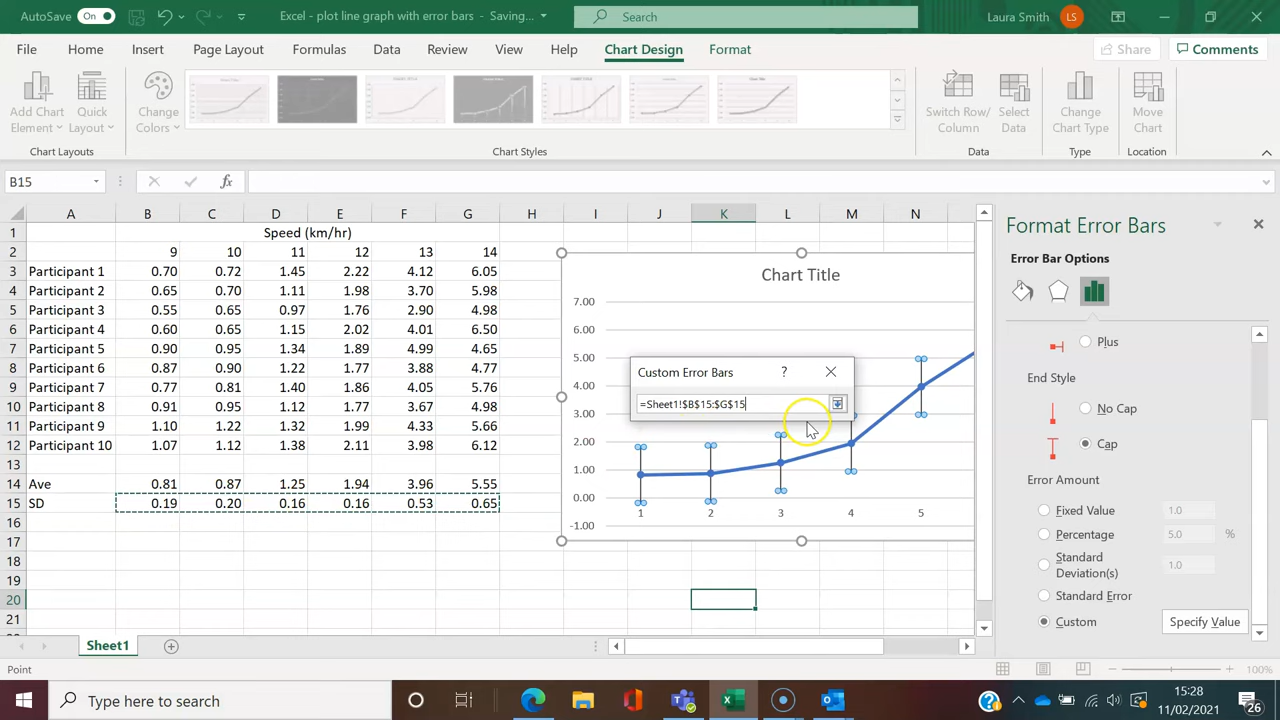 AutoSave On Excel - plot line graph with error bars - Saving... Search Laura Smith LS
File Home Insert Page Layout Formulas Data Review View Help Chart Design Format Share Comments
Add Chart Element Quick Layout Change Colors Switch Row/ Column Select Data Change Chart Type Move Chart
Chart Layouts Chart Styles Data Type Location
B15 fx
A B C D E F G H I J K L M N
1 Speed (km/hr)
2 9 10 11 12 13 14
3 Participant 1 0.70 0.72 1.45 2.22 4.12 6.05
4 Participant 2 0.65 0.70 1.11 1.98 3.70 5.98
5 Participant 3 0.55 0.65 0.97 1.76 2.90 4.98
6 Participant 4 0.60 0.65 1.15 2.02 4.01 6.50
7 Participant 5 0.90 0.95 1.34 1.89 4.99 4.65
8 Participant 6 0.87 0.90 1.22 1.77 3.88 4.77
9 Participant 7 0.77 0.81 1.40 1.86 4.05 5.76
10 Participant 8 0.91 0.95 1.12 1.77 3.67 4.98
11 Participant 9 1.10 1.22 1.32 1.99 4.33 5.66
12 Participant 10 1.07 1.12 1.38 2.11 3.98 6.12
13
14 Ave 0.81 0.87 1.25 1.94 3.96 5.55
15 SD 0.19 0.20 0.16 0.16 0.53 0.65
16
17
18
19
20
21
Chart Title
7.00
6.00
5.00
4.00
3.00
2.00
1.00
0.00
-1.00
1 2 3 4 5
Custom Error Bars ?
=Sheet1!$B$15:$G$15
Format Error Bars
Error Bar Options
Plus
End Style
No Cap
Cap
Error Amount
Fixed Value 1.0
Percentage 5.0 %
Standard Deviation(s) 1.0
Standard Error
Custom Specify Value
Sheet1
Point 100%
Type here to search 15:28
11/02/2021 26